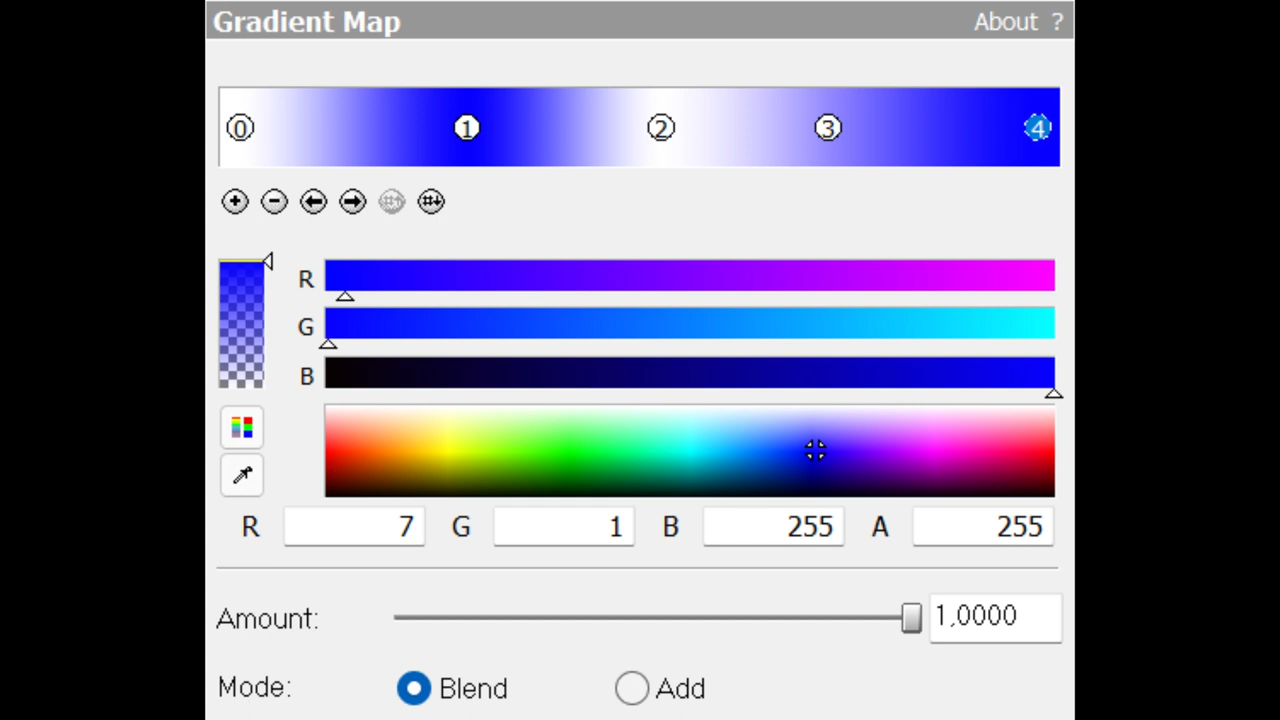 Gradient Map About ?
0 1 2 3 4
R
G
B
R 7 G 1 B 255 A 255
Amount: 1,0000
Mode: Blend Add